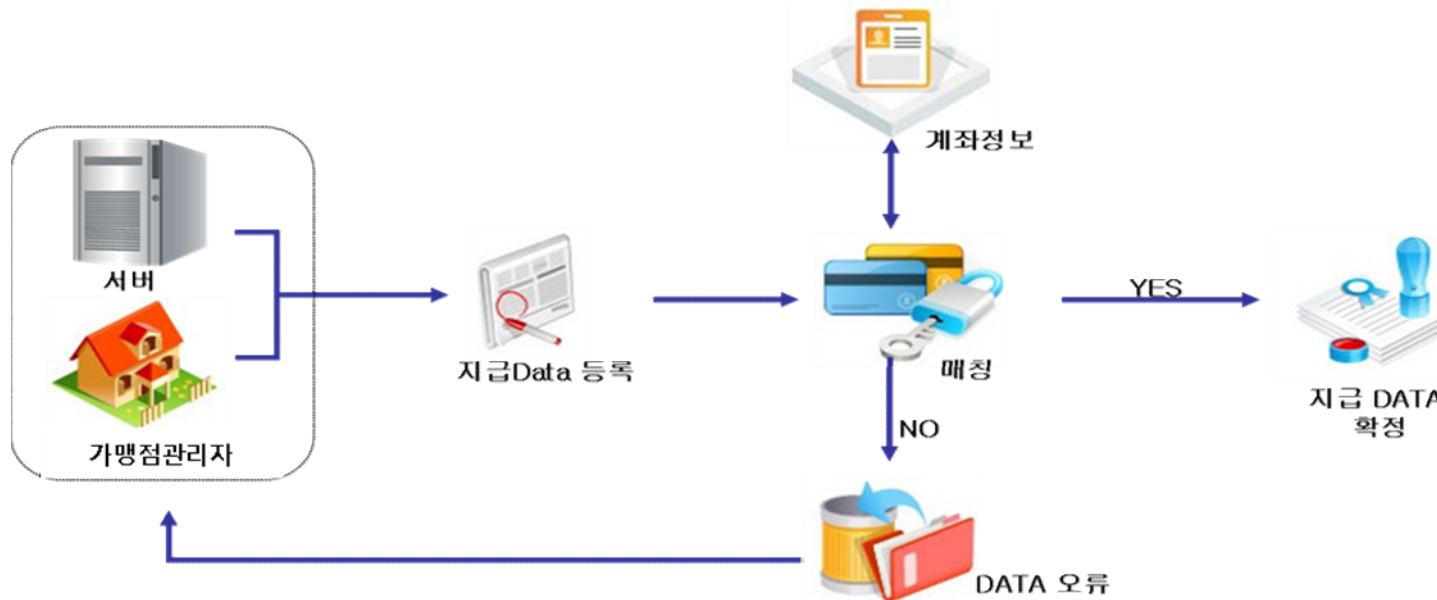 계좌정보
서버
가맹점관리자
지급Data 등록
매칭
YES
지급 DATA
확정
NO
DATA 오류